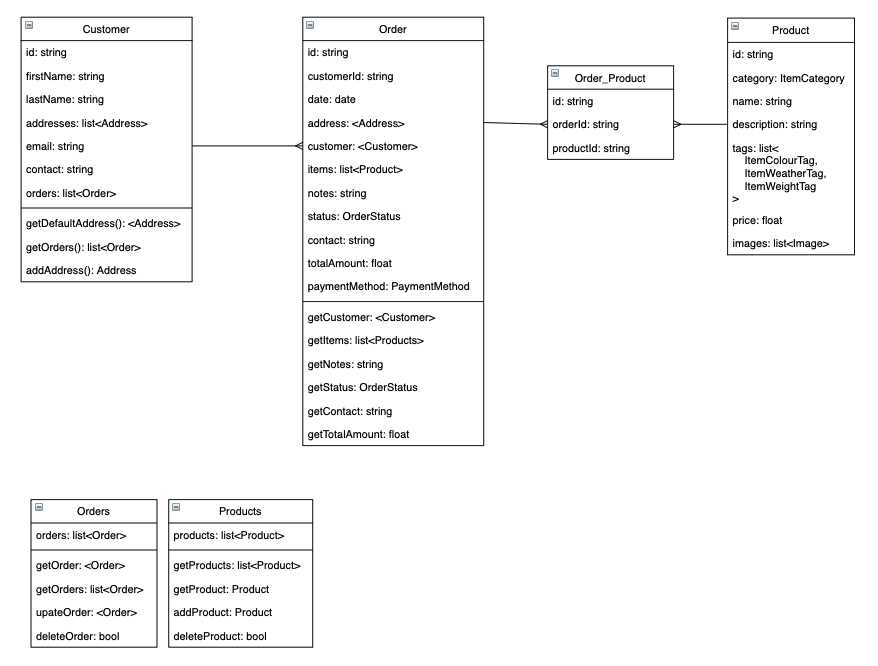 Customer
id: string
firstName: string
lastName: string
addresses: list<Address>
email: string
contact: string
orders: list<Order>
getDefaultAddress(): <Address>
getOrders(): list<Order>
addAddress(): Address
Order
id: string
customerId: string
date: date
address: <Address>
customer: <Customer>
items: list<Product>
notes: string
status: OrderStatus
contact: string
totalAmount: float
paymentMethod: PaymentMethod
getCustomer: <Customer>
getItems: list<Products>
getNotes: string
getStatus: OrderStatus
getContact: string
getTotalAmount: float
Order_Product
id: string
orderId: string
productId: string
Product
id: string
category: ItemCategory
name: string
description: string
tags: list<
ItemColourTag,
ItemWeatherTag,
ItemWeightTag
>
price: float
images: list<Image>
Orders
orders: list<Order>
getOrder: <Order>
getOrders: list<Order>
upateOrder: <Order>
deleteOrder: bool
Products
products: list<Product>
getProducts: list<Product>
getProduct: Product
addProduct: Product
deleteProduct: bool